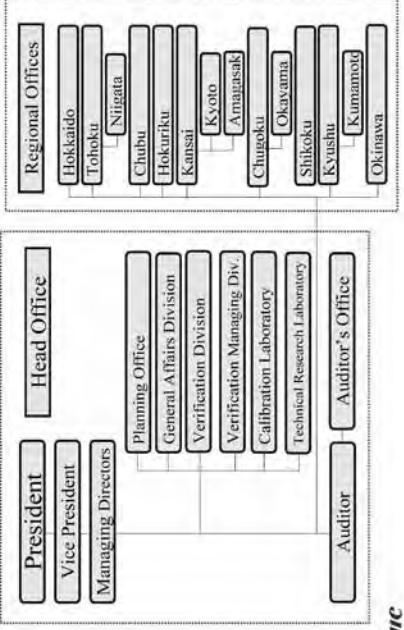 Head Office
President
Vice President
Managing Directors
Planning Office
General Affairs Division
Verification Division
Verification Managing Div.
Calibration Laboratory
Technical Research Laboratory
Auditor
Auditor's Office
Regional Offices
Hokkaido
Tohoku
Niigata
Chubu
Hokuriku
Kansai
Kyoto
Amagasak
Chugoku
Okayama
Shikoku
Kyushu
Kumamoto
Okinawa
ue